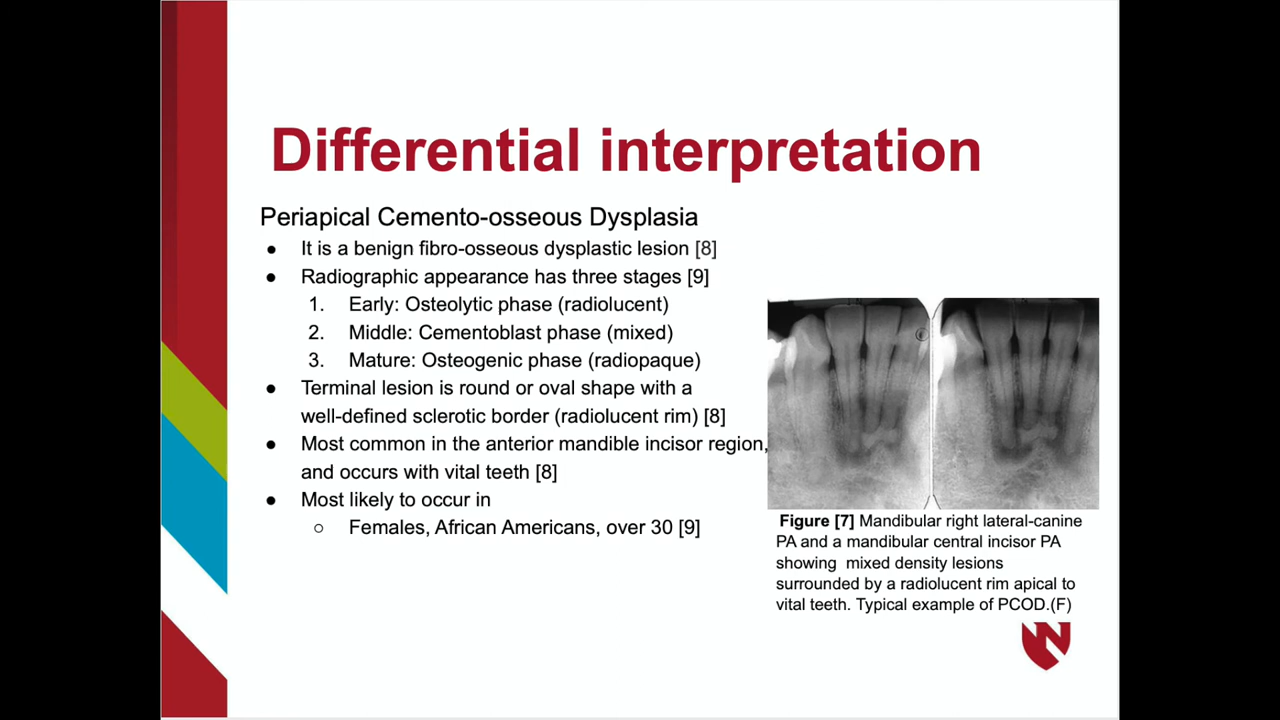 Differential interpretation
Periapical Cemento-osseous Dysplasia
● It is a benign fibro-osseous dysplastic lesion [8]
● Radiographic appearance has three stages [9]
1. Early: Osteolytic phase (radiolucent)
2. Middle: Cementoblast phase (mixed)
3. Mature: Osteogenic phase (radiopaque)
● Terminal lesion is round or oval shape with a
well-defined sclerotic border (radiolucent rim) [8]
● Most common in the anterior mandible incisor region,
and occurs with vital teeth [8]
● Most likely to occur in
○ Females, African Americans, over 30 [9]
Figure [7] Mandibular right lateral-canine
PA and a mandibular central incisor PA
showing mixed density lesions
surrounded by a radiolucent rim apical to
vital teeth. Typical example of PCOD.(F)
N